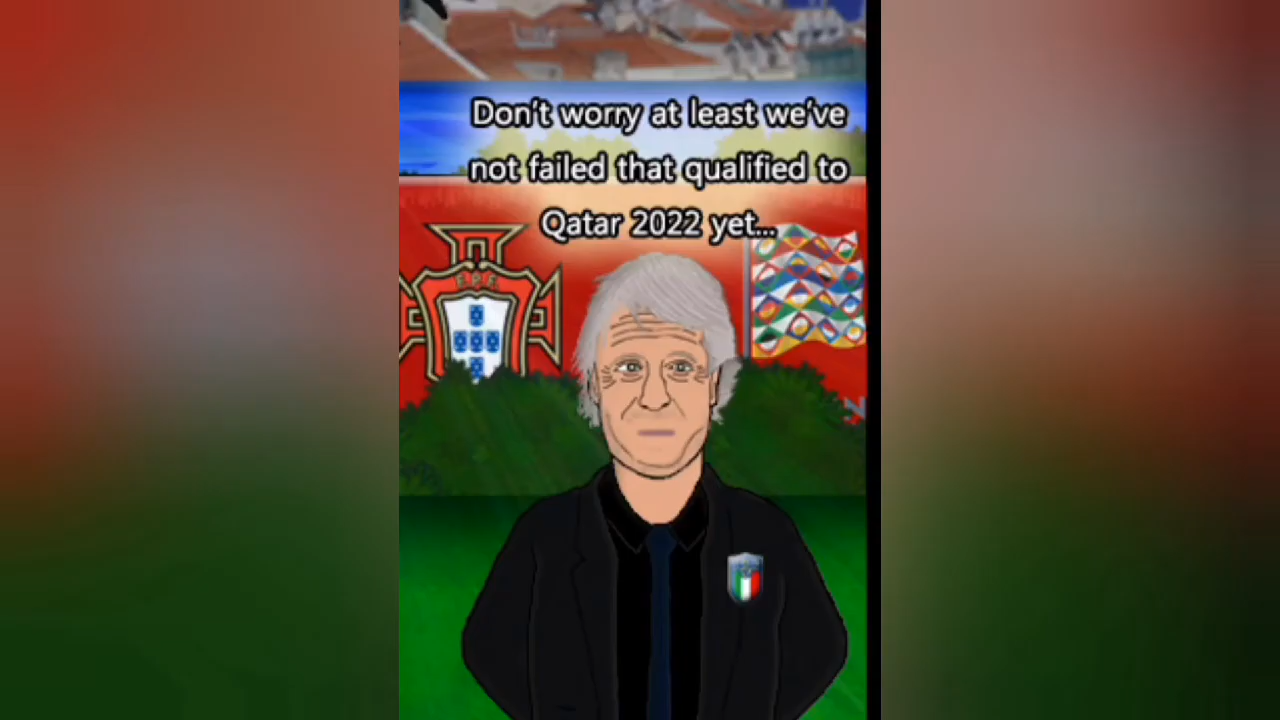 Don't worry at least we've
not failed that qualified to
Qatar 2022 yet...